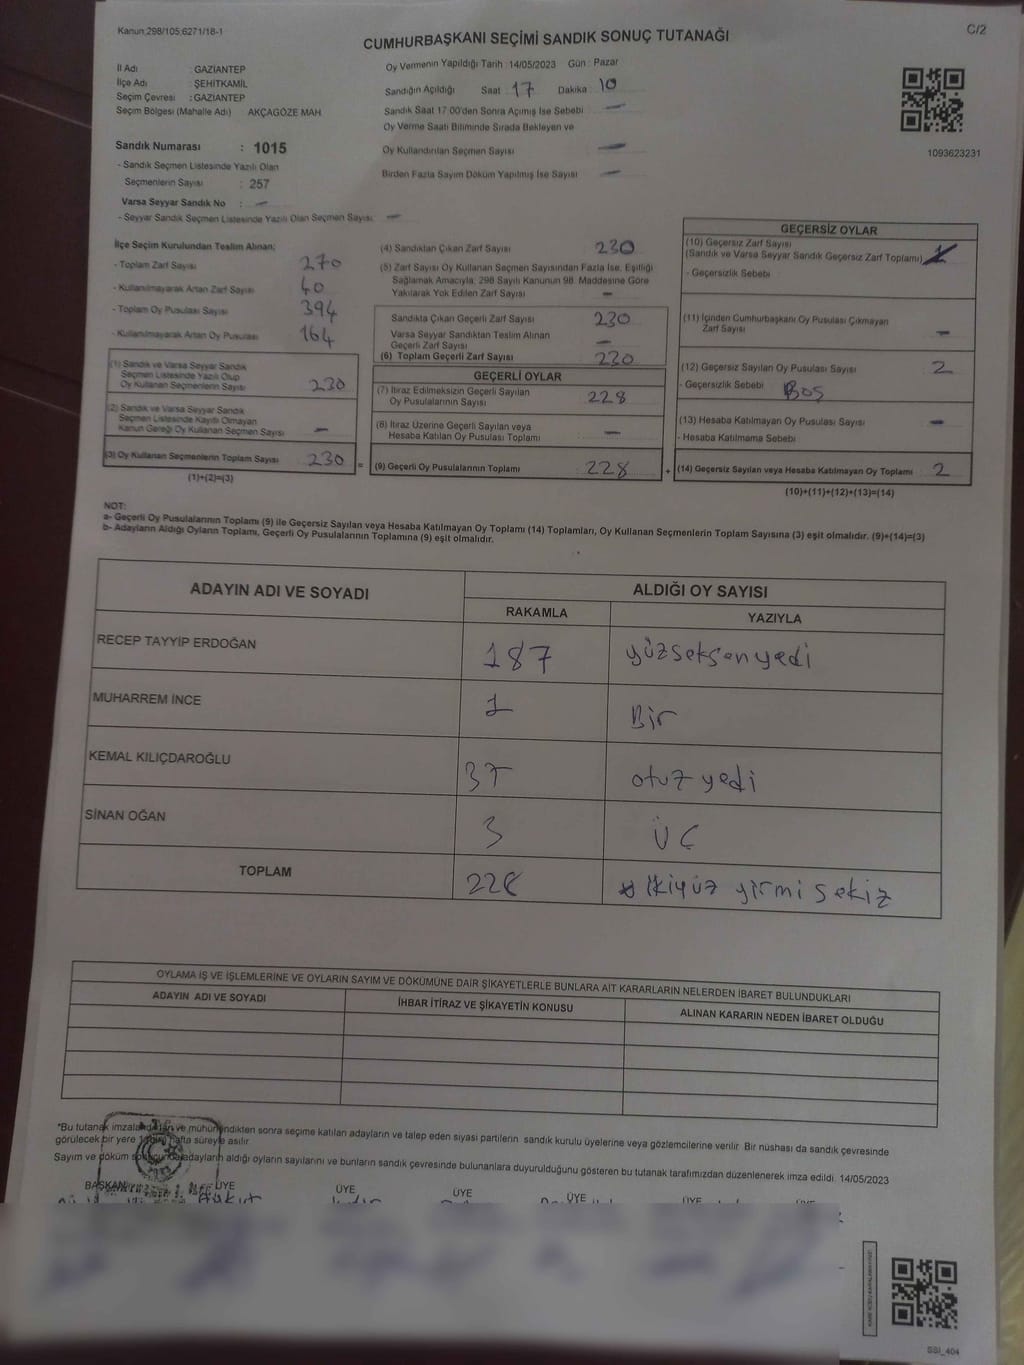 Kanun:298/105,6271/18-1
C/2
CUMHURBAŞKANI SEÇİMİ SANDIK SONUÇ TUTANAĞI
İl Adı : GAZİANTEP
İlçe Adı : ŞEHİTKAMİL
Seçim Çevresi : GAZİANTEP
Seçim Bölgesi (Mahalle Adı) AKÇAGÖZE MAH
Oy Vermenin Yapıldığı Tarih : 14/05/2023 Gün : Pazar
Sandığın Açıldığı Saat 17 Dakika 10
Sandık Saat 17:00'den Sonra Açımış İse Sebebi —
Oy Verme Saati Bitiminde Sırada Bekleyen ve
Oy Kullandırılan Seçmen Sayısı —
Birden Fazla Sayım Döküm Yapılmış İse Sayısı —
1093623231
Sandık Numarası : 1015
- Sandık Seçmen Listesinde Yazılı Olan
Seçmenlerin Sayısı : 257
Varsa Seyyar Sandık No : —
- Seyyar Sandık Seçmen Listesinde Yazılı Olan Seçmen Sayısı: —
İlçe Seçim Kurulundan Teslim Alınan;
- Toplam Zarf Sayısı 270
- Kullanılmayarak Artan Zarf Sayısı 40
- Toplam Oy Pusulası Sayısı 394
- Kullanılmayarak Artan Oy Pusulası 164
(1) Sandık ve Varsa Seyyar Sandık
Seçmen Listesinde Yazılı Olup
Oy Kullanan Seçmenlerin Sayısı 230
(2) Sandık ve Varsa Seyyar Sandık
Seçmen Listesinde Kayıtlı Olmayan
Kanun Gereği Oy Kullanan Seçmen Sayısı —
(3) Oy Kullanan Seçmenlerin Toplam Sayısı 230
(1)+(2)=(3)
(4) Sandıktan Çıkan Zarf Sayısı 230
(5) Zarf Sayısı Oy Kullanan Seçmen Sayısından Fazla İse, Eşitliği
Sağlamak Amacıyla; 298 Sayılı Kanunun 98. Maddesine Göre
Yakılarak Yok Edilen Zarf Sayısı —
Sandıkta Çıkan Geçerli Zarf Sayısı 230
Varsa Seyyar Sandıktan Teslim Alınan
Geçerli Zarf Sayısı —
(6) Toplam Geçerli Zarf Sayısı 230
GEÇERLİ OYLAR
(7) İtiraz Edilmeksizin Geçerli Sayılan
Oy Pusulalarının Sayısı 228
(8) İtiraz Üzerine Geçerli Sayılan veya
Hesaba Katılan Oy Pusulası Toplamı —
= (9) Geçerli Oy Pusulalarının Toplamı 228 +
GEÇERSİZ OYLAR
(10) Geçersiz Zarf Sayısı
(Sandık ve Varsa Seyyar Sandık Geçersiz Zarf Toplamı)
- Geçersizlik Sebebi
(11) İçinden Cumhurbaşkanı Oy Pusulası Çıkmayan
Zarf Sayısı —
(12) Geçersiz Sayılan Oy Pusulası Sayısı 2
- Geçersizlik Sebebi Boş
(13) Hesaba Katılmayan Oy Pusulası Sayısı —
- Hesaba Katılmama Sebebi
(14) Geçersiz Sayılan veya Hesaba Katılmayan Oy Toplamı 2
(10)+(11)+(12)+(13)=(14)
NOT:
a- Geçerli Oy Pusulalarının Toplamı (9) ile Geçersiz Sayılan veya Hesaba Katılmayan Oy Toplamı (14) Toplamları, Oy Kullanan Seçmenlerin Toplam Sayısına (3) eşit olmalıdır. (9)+(14)=(3)
b- Adayların Aldığı Oyların Toplamı, Geçerli Oy Pusulalarının Toplamına (9) eşit olmalıdır.
ADAYIN ADI VE SOYADI
ALDIĞI OY SAYISI
RAKAMLA YAZIYLA
RECEP TAYYİP ERDOĞAN 187 yüzseksenyedi
MUHARREM İNCE 1 Bir
KEMAL KILIÇDAROĞLU 37 otuz yedi
SİNAN OĞAN 3 ÜÇ
TOPLAM 228 ikiyüz yirmi sekiz
OYLAMA İŞ VE İŞLEMLERİNE VE OYLARIN SAYIM VE DÖKÜMÜNE DAİR ŞİKAYETLERLE BUNLARA AİT KARARLARIN NELERDEN İBARET BULUNDUKLARI
ADAYIN ADI VE SOYADI İHBAR İTİRAZ VE ŞİKAYETİN KONUSU ALINAN KARARIN NEDEN İBARET OLDUĞU
*Bu tutanak imzalandıktan ve mühürlendikten sonra seçime katılan adayların ve talep eden siyasi partilerin sandık kurulu üyelerine veya gözlemcilerine verilir. Bir nüshası da sandık çevresinde
görülecek bir yere 1 hafta süreyle asılır.
Sayım ve döküm sonucunda adayların aldığı oyların sayılarını ve bunların sandık çevresinde bulunanlara duyurulduğunu gösteren bu tutanak tarafımızdan düzenlenerek imza edildi. 14/05/2023
BAŞKAN ÜYE ÜYE ÜYE ÜYE ÜYE
SSI_404